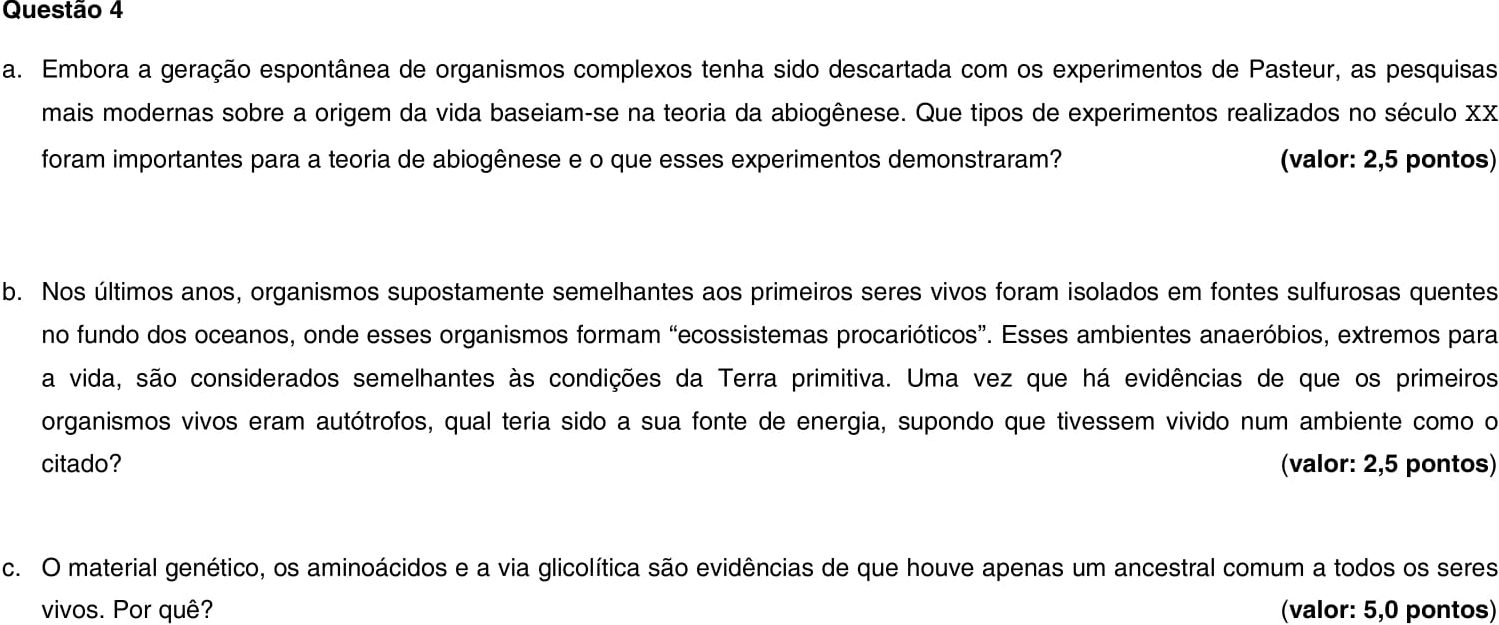 Questão 4
a. Embora a geração espontânea de organismos complexos tenha sido descartada com os experimentos de Pasteur, as pesquisas
mais modernas sobre a origem da vida baseiam-se na teoria da abiogênese. Que tipos de experimentos realizados no século XX
foram importantes para a teoria de abiogênese e o que esses experimentos demonstraram? (valor: 2,5 pontos)
b. Nos últimos anos, organismos supostamente semelhantes aos primeiros seres vivos foram isolados em fontes sulfurosas quentes
no fundo dos oceanos, onde esses organismos formam “ecossistemas procarióticos”. Esses ambientes anaeróbios, extremos para
a vida, são considerados semelhantes às condições da Terra primitiva. Uma vez que há evidências de que os primeiros
organismos vivos eram autótrofos, qual teria sido a sua fonte de energia, supondo que tivessem vivido num ambiente como o
citado? (valor: 2,5 pontos)
c. O material genético, os aminoácidos e a via glicolítica são evidências de que houve apenas um ancestral comum a todos os seres
vivos. Por quê? (valor: 5,0 pontos)